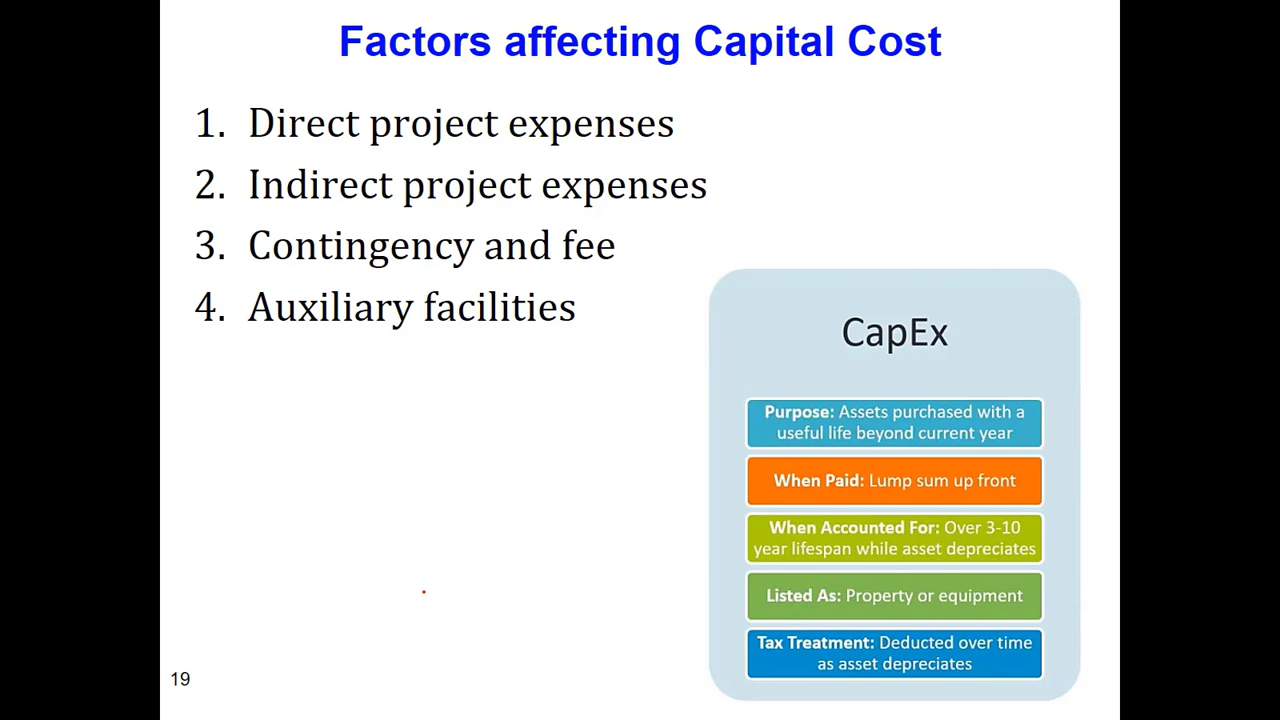 Factors affecting Capital Cost
1. Direct project expenses
2. Indirect project expenses
3. Contingency and fee
4. Auxiliary facilities
CapEx
Purpose: Assets purchased with a
useful life beyond current year
When Paid: Lump sum up front
When Accounted For: Over 3-10
year lifespan while asset depreciates
Listed As: Property or equipment
Tax Treatment: Deducted over time
as asset depreciates
19